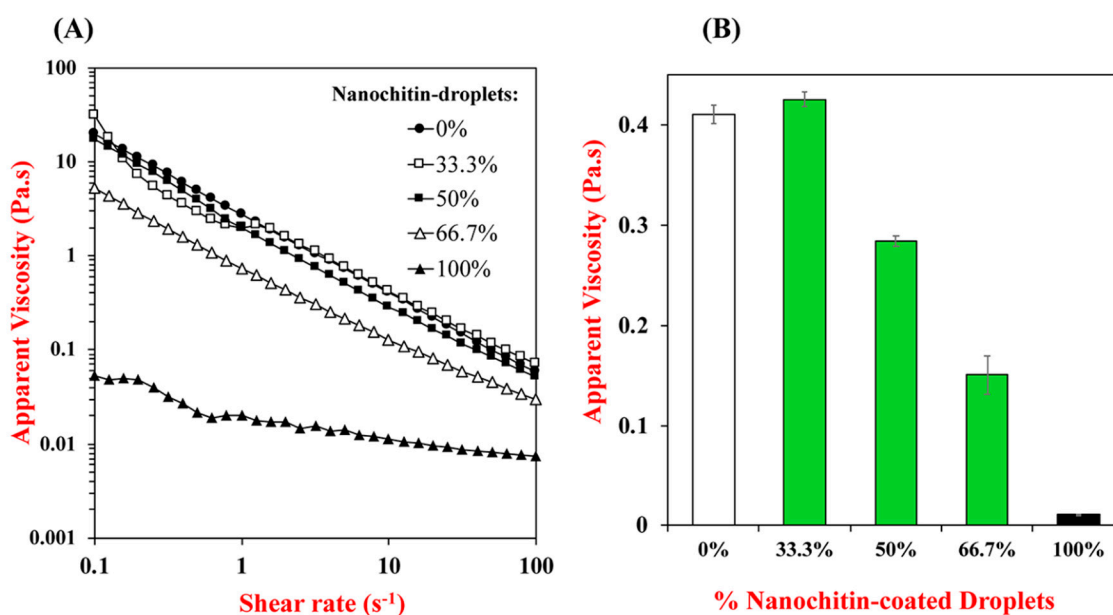 (A)
Apparent Viscosity (Pa.s)
100
10
1
0.1
0.01
0.001
Nanochitin-droplets:
0%
33.3%
50%
66.7%
100%
0.1 1 10 100
Shear rate (s⁻¹)
(B)
Apparent Viscosity (Pa.s)
0.4
0.3
0.2
0.1
0
0% 33.3% 50% 66.7% 100%
% Nanochitin-coated Droplets